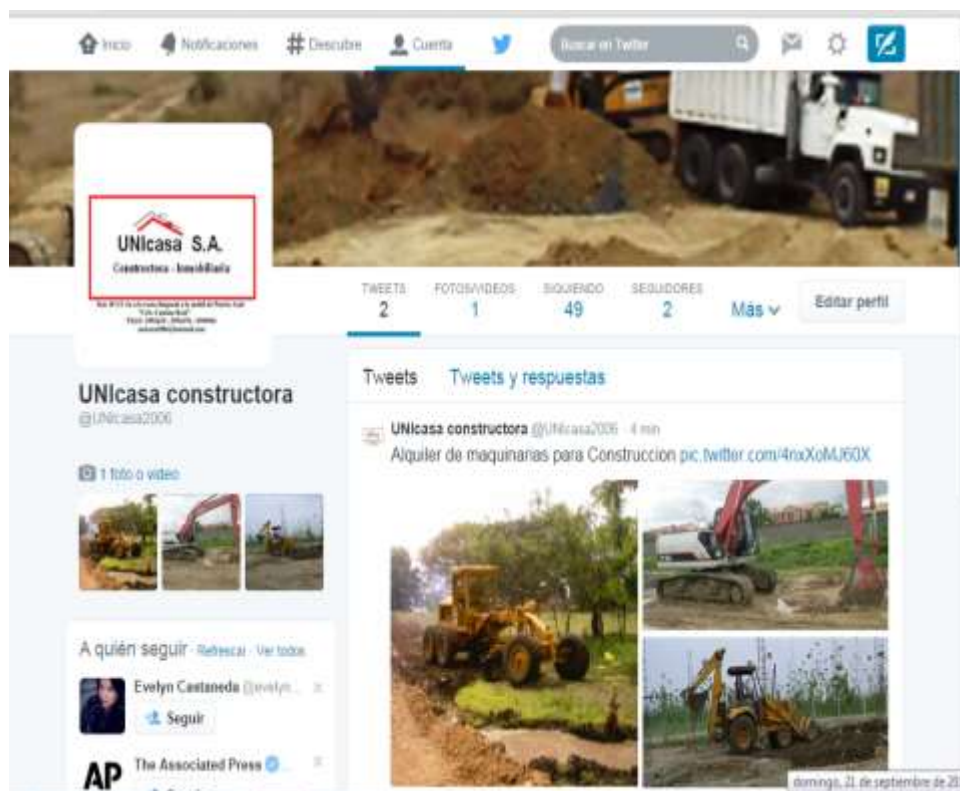 Inicio Notificaciones # Descubre Cuenta Buscar en Twitter
UNIcasa S.A.
Constructora - Inmobiliaria
TWEETS FOTOS/VIDEOS SIGUIENDO SEGUIDORES
2 1 49 2 Más Editar perfil
UNIcasa constructora
@UNIcasa2006
1 foto o video
A quién seguir · Refrescar · Ver todos
Evelyn Castaneda @evelyn...
Seguir
AP The Associated Press
Tweets Tweets y respuestas
UNIcasa constructora @UNIcasa2006 · 4 min
Alquiler de maquinarias para Construccion pic.twitter.com/4nxXoMJ60X
domingo, 21 de septiembre de 20